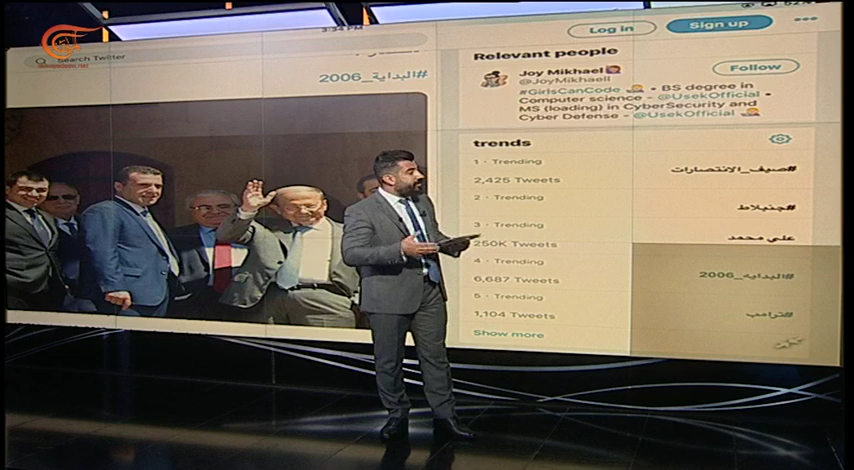 3:34 PM
Search Twitter
#البداية_2006
Log in
Sign up
Relevant people
Joy Mikhael
@JoyMikhaell
Follow
#GirlsCanCode • BS degree in
Computer science - @UsekOfficial •
MS (loading) in CyberSecurity and
Cyber Defense - @UsekOfficial
trends
1 · Trending
#صيف_الانتصارات
2,425 Tweets
2 · Trending
#جنبلاط
3 · Trending
علي محمد
250K Tweets
4 · Trending
#البداية_2006
6,687 Tweets
5 · Trending
#ترامب
1,104 Tweets
Show more